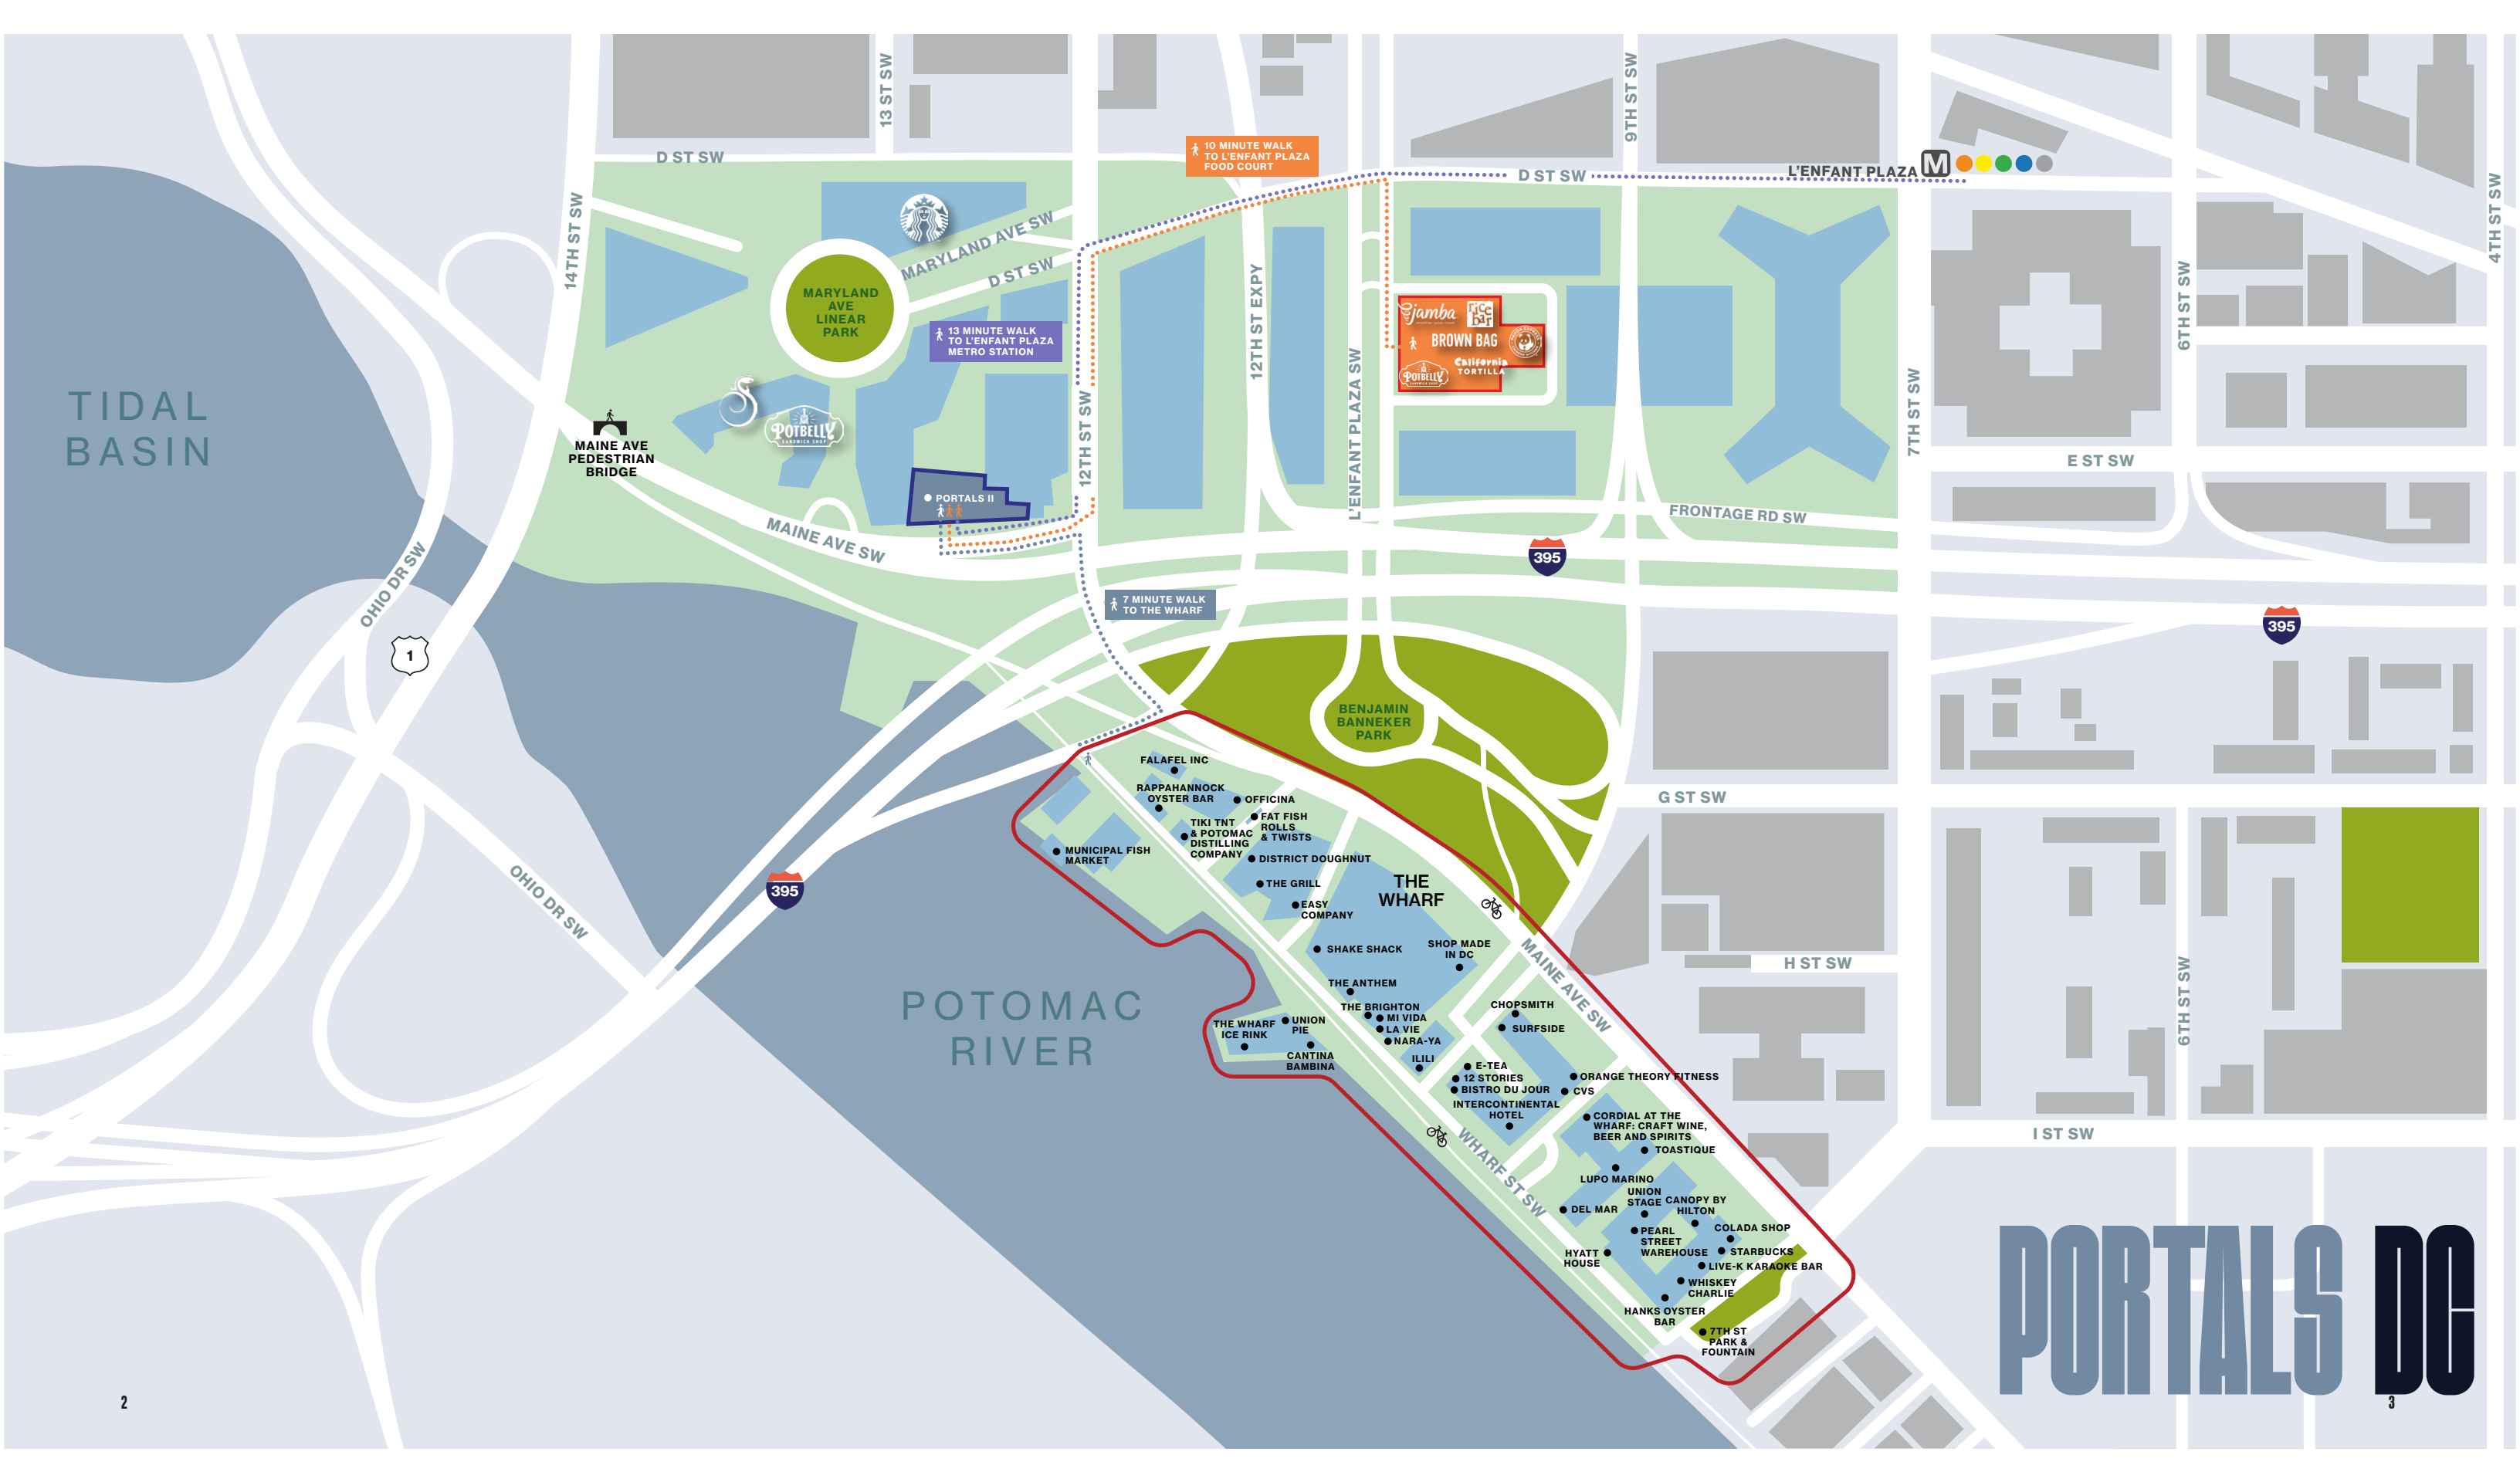 13 ST SW
9TH ST SW
D ST SW
10 MINUTE WALK
TO L'ENFANT PLAZA
FOOD COURT
D ST SW
L'ENFANT PLAZA
M
4TH ST SW
14TH ST SW
MARYLAND AVE SW
D ST SW
12TH ST EXPY
6TH ST SW
MARYLAND
AVE
LINEAR
PARK
13 MINUTE WALK
TO L'ENFANT PLAZA
METRO STATION
jamba
rice
bar
BROWN BAG
California
TORTILLA
POTBELLY
SANDWICH SHOP
L'ENFANT PLAZA SW
7TH ST SW
TIDAL
BASIN
POTBELLY
SANDWICH SHOP
12TH ST SW
MAINE AVE
PEDESTRIAN
BRIDGE
E ST SW
PORTALS II
MAINE AVE SW
FRONTAGE RD SW
395
OHIO DR SW
7 MINUTE WALK
TO THE WHARF
395
1
BENJAMIN
BANNEKER
PARK
FALAFEL INC
RAPPAHANNOCK
OYSTER BAR
OFFICINA
G ST SW
FAT FISH
ROLLS
& TWISTS
TIKI TNT
& POTOMAC
DISTILLING
COMPANY
MUNICIPAL FISH
MARKET
DISTRICT DOUGHNUT
THE GRILL
THE
WHARF
395
OHIO DR SW
EASY
COMPANY
SHAKE SHACK
SHOP MADE
IN DC
MAINE AVE SW
H ST SW
6TH ST SW
THE ANTHEM
POTOMAC
RIVER
THE BRIGHTON
MI VIDA
LA VIE
NARA-YA
CHOPSMITH
SURFSIDE
THE WHARF
ICE RINK
UNION
PIE
CANTINA
BAMBINA
ILILI
E-TEA
12 STORIES
BISTRO DU JOUR
ORANGE THEORY FITNESS
CVS
INTERCONTINENTAL
HOTEL
CORDIAL AT THE
WHARF: CRAFT WINE,
BEER AND SPIRITS
I ST SW
TOASTIQUE
WHARF ST SW
LUPO MARINO
UNION
STAGE
CANOPY BY
HILTON
DEL MAR
COLADA SHOP
PEARL
STREET
WAREHOUSE
STARBUCKS
HYATT
HOUSE
LIVE-K KARAOKE BAR
WHISKEY
CHARLIE
HANKS OYSTER
BAR
7TH ST
PARK &
FOUNTAIN
PORTALS DC
2
3